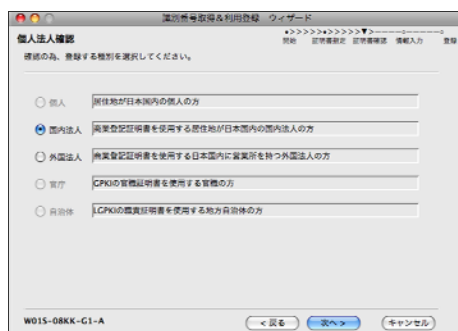 識別番号取得&利用登録 ウィザード
個人法人確認
●>>>>>●>>>>>▼>
開始 証明書指定 証明書確認 情報入力 登録
確認の為、登録する種別を選択してください。
個人 居住地が日本国内の個人の方
国内法人 商業登記証明書を使用する居住地が日本国内の国内法人の方
外国法人 商業登記証明書を使用する日本国内に営業所を持つ外国法人の方
官庁 GPKIの官職証明書を使用する官職の方
自治体 LGPKIの職責証明書を使用する地方自治体の方
W015-08KK-G1-A
< 戻る 次へ > キャンセル